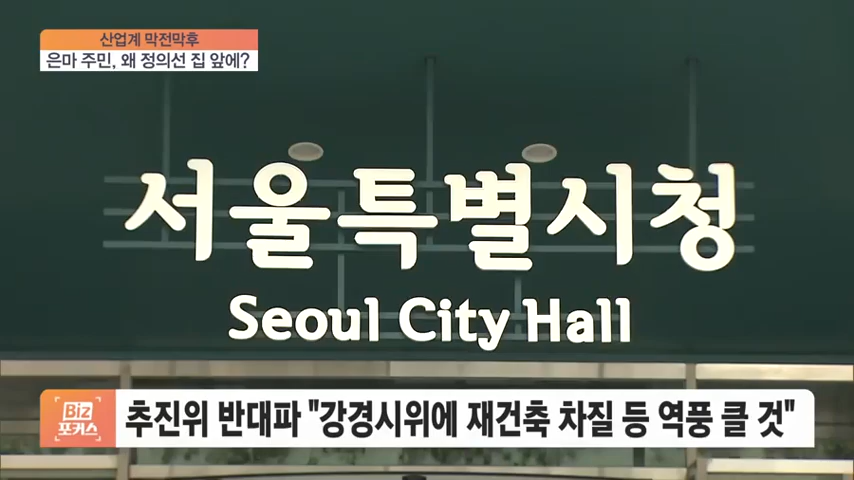 산업계 막전막후
은마 주민, 왜 정의선 집 앞에?
서울특별시청
Seoul City Hall
Biz
포커스
추진위 반대파 "강경시위에 재건축 차질 등 역풍 클 것"